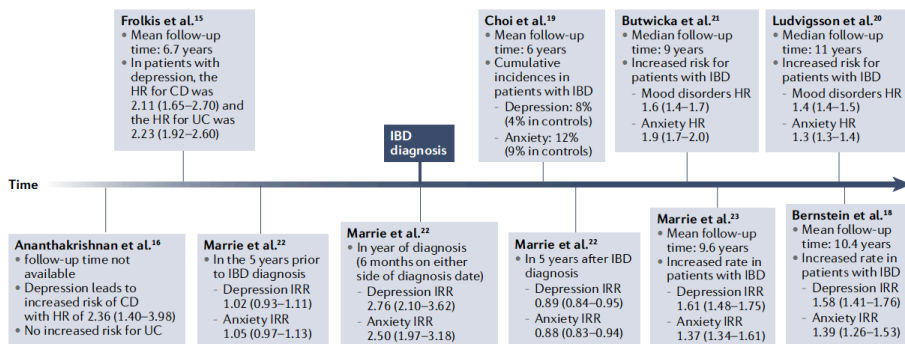 Frolkis et al.15
• Mean follow-up
time: 6.7 years
• In patients with
depression, the
HR for CD was
2.11 (1.65–2.70) and
the HR for UC was
2.23 (1.92–2.60)
IBD
diagnosis
Choi et al.19
• Mean follow-up
time: 6 years
• Cumulative
incidences in
patients with IBD
- Depression: 8%
(4% in controls)
- Anxiety: 12%
(9% in controls)
Butwicka et al.21
• Median follow-up
time: 9 years
• Increased risk for
patients with IBD
- Mood disorders HR
1.6 (1.4–1.7)
- Anxiety HR
1.9 (1.7–2.0)
Ludvigsson et al.20
• Median follow-up
time: 11 years
• Increased risk for
patients with IBD
- Mood disorders HR
1.4 (1.4–1.5)
- Anxiety HR
1.3 (1.3–1.4)
Time
Ananthakrishnan et al.16
• follow-up time not
available
• Depression leads to
increased risk of CD
with HR of 2.36 (1.40–3.98)
• No increased risk for UC
Marrie et al.22
• In the 5 years prior
to IBD diagnosis
- Depression IRR
1.02 (0.93–1.11)
- Anxiety IRR
1.05 (0.97–1.13)
Marrie et al.22
• In year of diagnosis
(6 months on either
side of diagnosis date)
- Depression IRR
2.76 (2.10–3.62)
- Anxiety IRR
2.50 (1.97–3.18)
Marrie et al.22
• In 5 years after IBD
diagnosis
- Depression IRR
0.89 (0.84–0.95)
- Anxiety IRR
0.88 (0.83–0.94)
Marrie et al.23
• Mean follow-up
time: 9.6 years
• Increased rate in
patients with IBD
- Depression IRR
1.61 (1.48–1.75)
- Anxiety IRR
1.37 (1.34–1.61)
Bernstein et al.18
• Mean follow-up
time: 10.4 years
• Increased rate in
patients with IBD
- Depression IRR
1.58 (1.41–1.76)
- Anxiety IRR
1.39 (1.26–1.53)